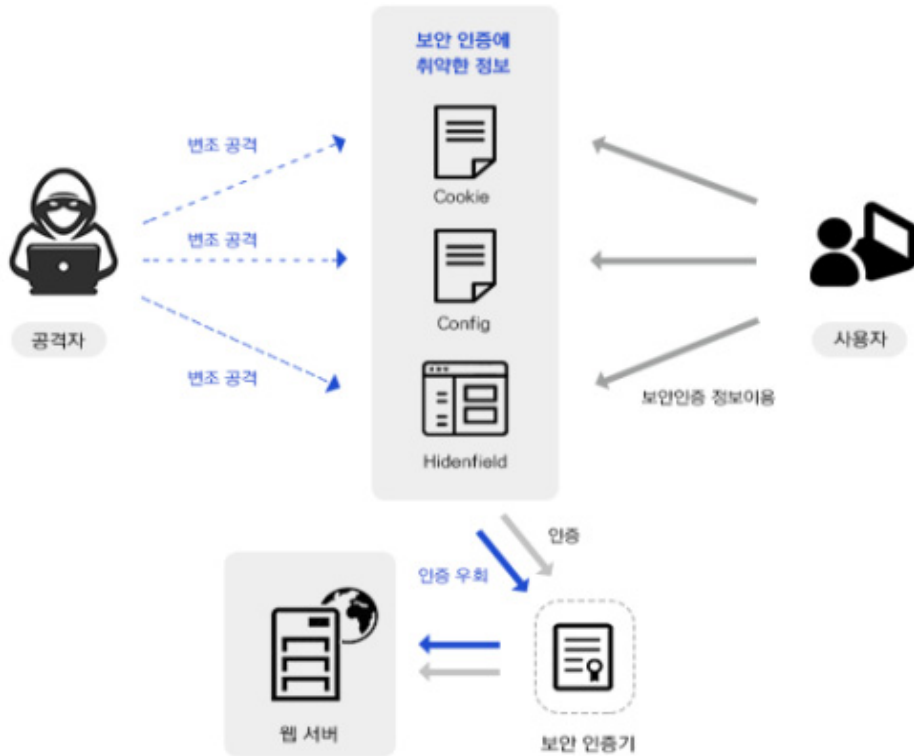 보안 인증에
취약한 정보
변조 공격
Cookie
변조 공격
Config
공격자
사용자
변조 공격
보안인증 정보이용
Hidenfield
인증
인증 우회
웹 서버
보안 인증기